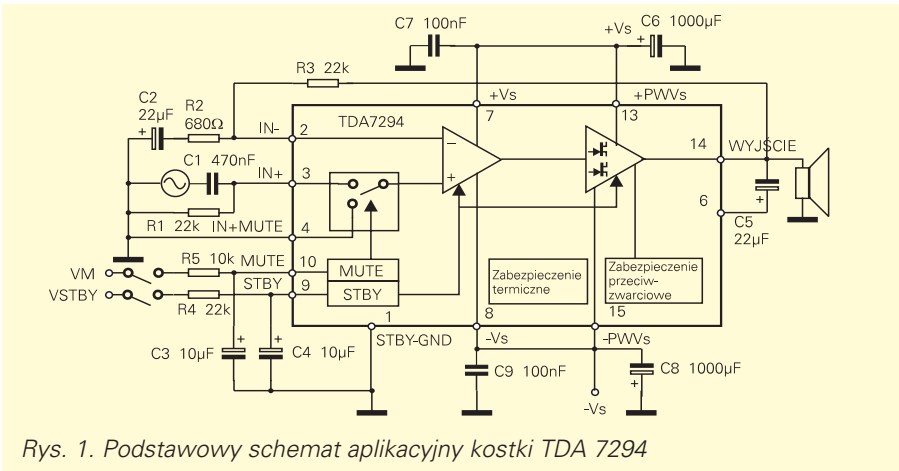 C7 100nF
+Vs
C6 1000µF
+
R3 22k
+Vs
+PWVs
C2
22µF
+
R2
680Ω
IN-
2
TDA7294
7
13
14
WYJŚCIE
C1 470nF
IN+
3
−
+
R1 22k
IN+MUTE
4
6
+
C5
22µF
VM
R5 10k
MUTE
10
MUTE
VSTBY
STBY
9
STBY
R4 22k
Zabezpieczenie
termiczne
Zabezpieczenie
przeciw-
zwarciowe
1
8
15
STBY-GND
-Vs
-PWVs
+
C3 10µF
+
C4 10µF
C9 100nF
+
C8 1000µF
-Vs
Rys. 1. Podstawowy schemat aplikacyjny kostki TDA 7294